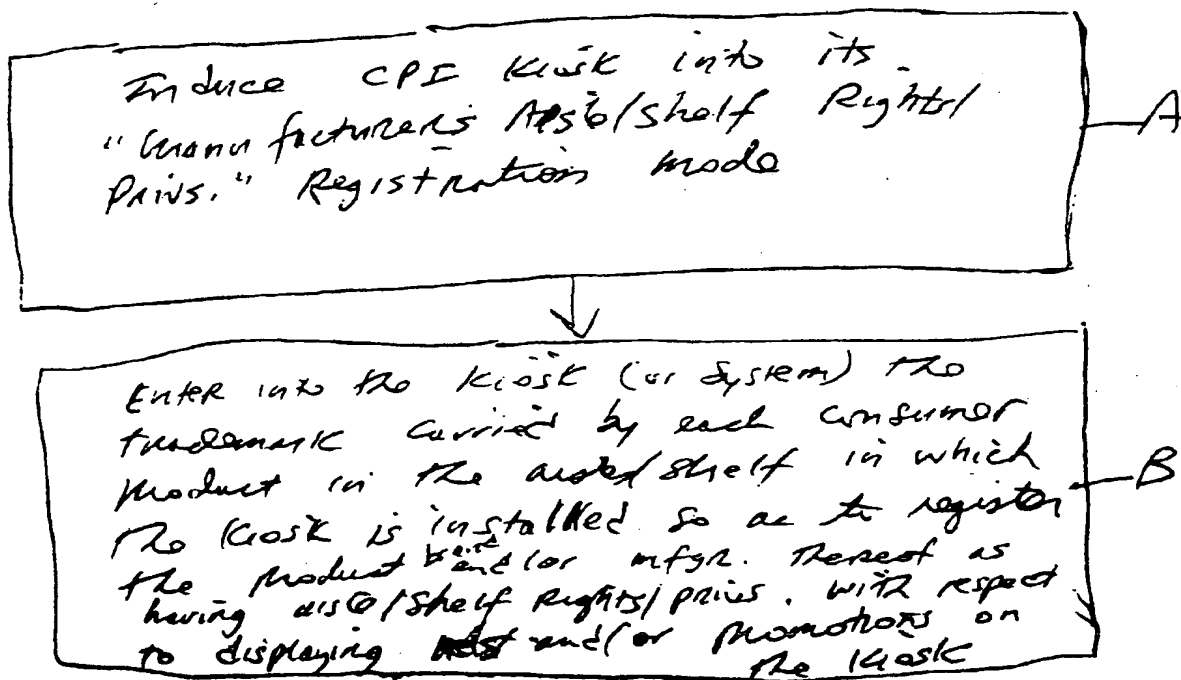 Induce CPI Kiosk into its
"Manufacturer's Aisle/Shelf Rights/
Privs." Registration mode
A
Enter into the Kiosk (or System) the
trademark carried by each consumer
product in the aisle/shelf in which
the Kiosk is installed so as to register
the product brand and/or mfgr. thereof as
having aisle/shelf Rights/privs. with respect
to displaying and/or promotions on
the Kiosk
B